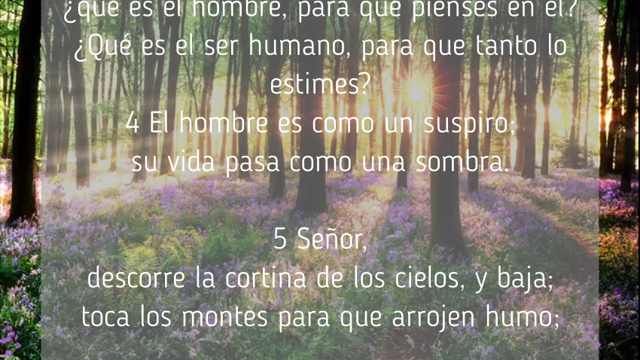 ¿qué es el hombre, para que pienses en él?
¿Qué es el ser humano, para que tanto lo
estimes?
4 El hombre es como un suspiro;
su vida pasa como una sombra.
5 Señor,
descorre la cortina de los cielos, y baja;
toca los montes para que arrojen humo;